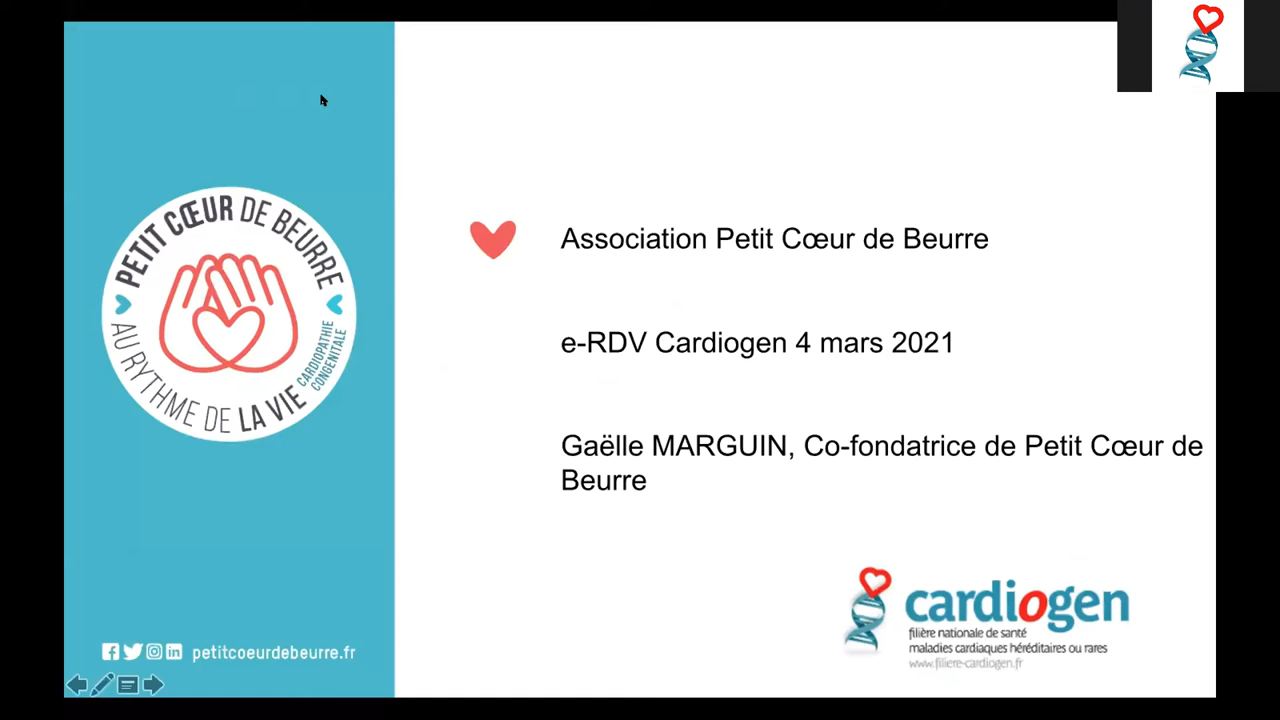 PETIT CŒUR DE BEURRE
AU RYTHME DE LA VIE
CARDIOPATHIE
CONGENITALE
petitcoeurdebeurre.fr
Association Petit Cœur de Beurre
e-RDV Cardiogen 4 mars 2021
Gaëlle MARGUIN, Co-fondatrice de Petit Cœur de
Beurre
cardiogen
filière nationale de santé
maladies cardiaques héréditaires ou rares
www.filiere-cardiogen.fr